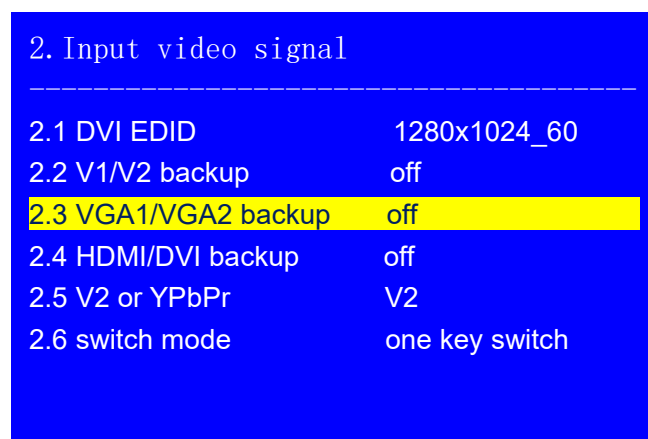 2.Input video signal
--------------------------------------
2.1 DVI EDID 1280x1024_60
2.2 V1/V2 backup off
2.3 VGA1/VGA2 backup off
2.4 HDMI/DVI backup off
2.5 V2 or YPbPr V2
2.6 switch mode one key switch